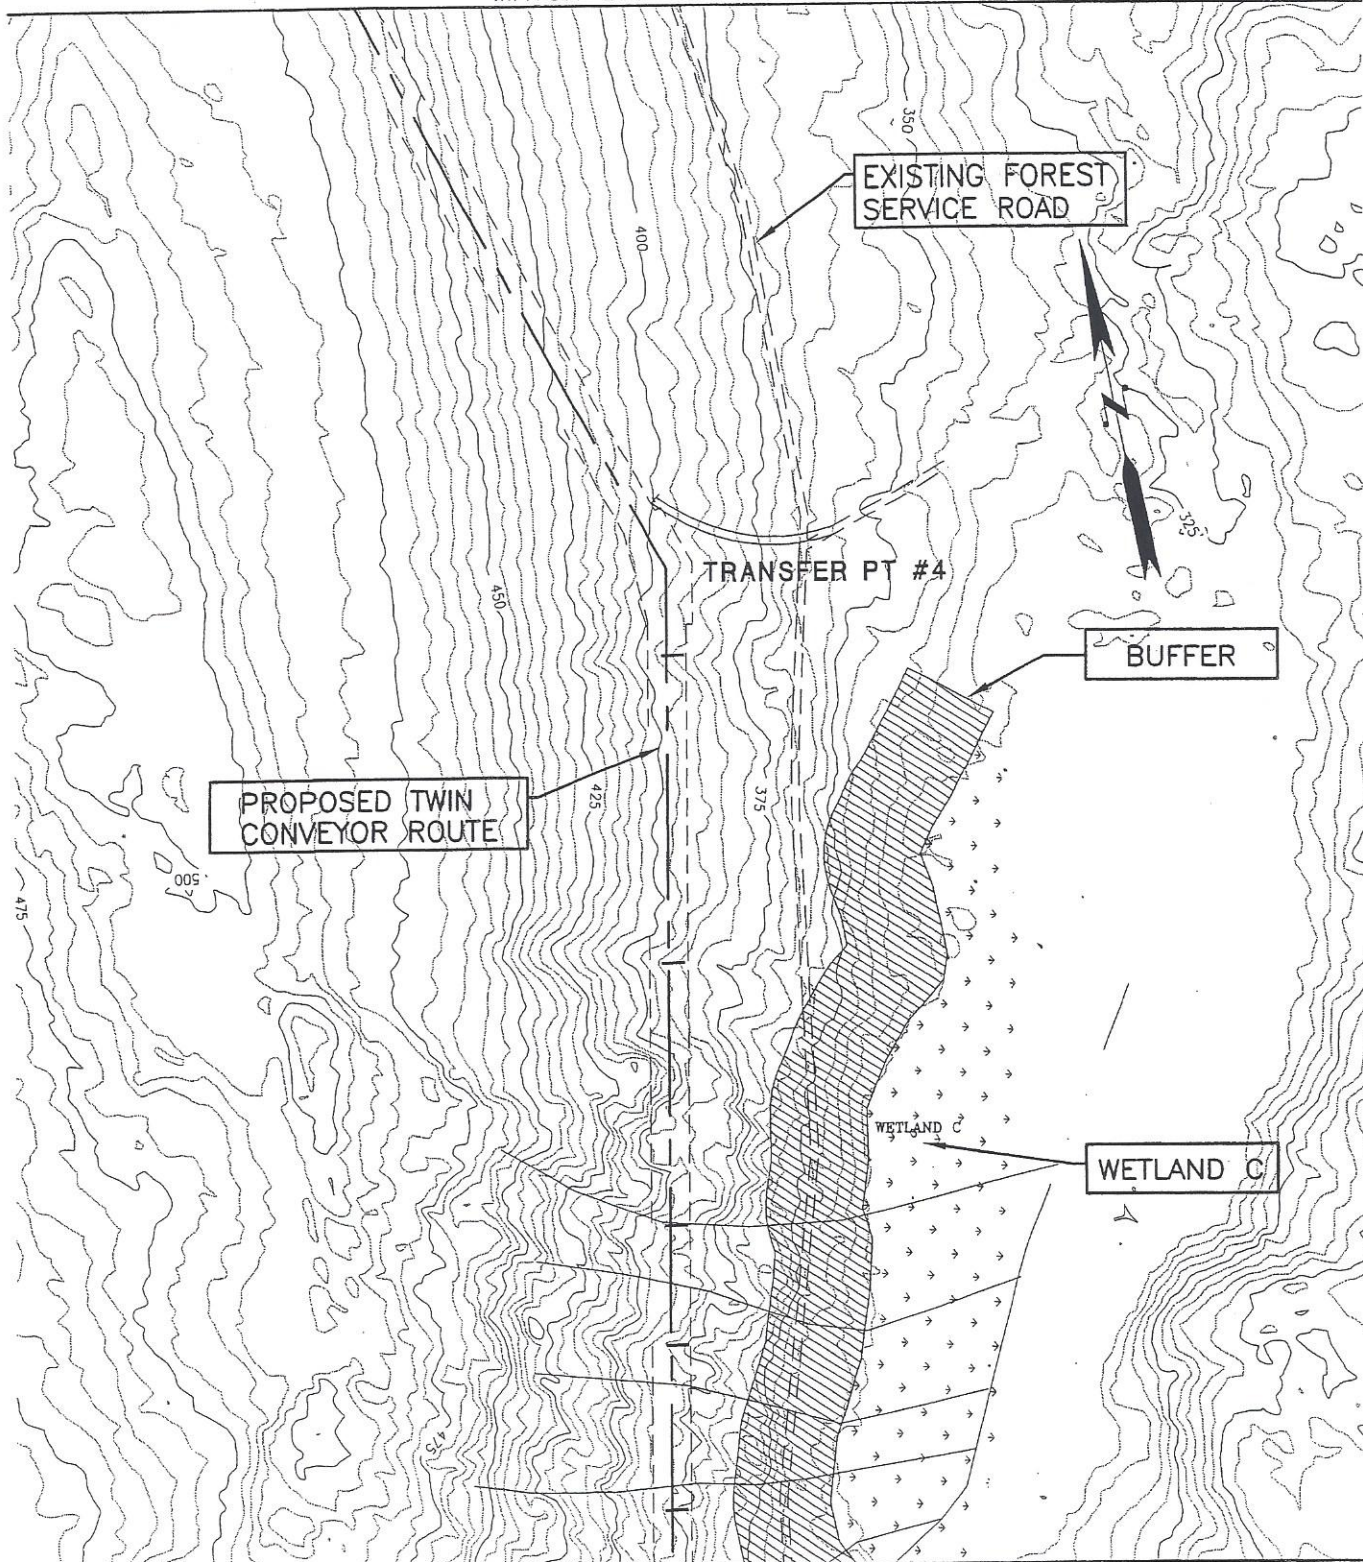 350
EXISTING FOREST
SERVICE ROAD
400
N
325
TRANSFER PT #4
450
BUFFER
PROPOSED TWIN
CONVEYOR ROUTE
425
375
500
475
WETLAND C
WETLAND C
475